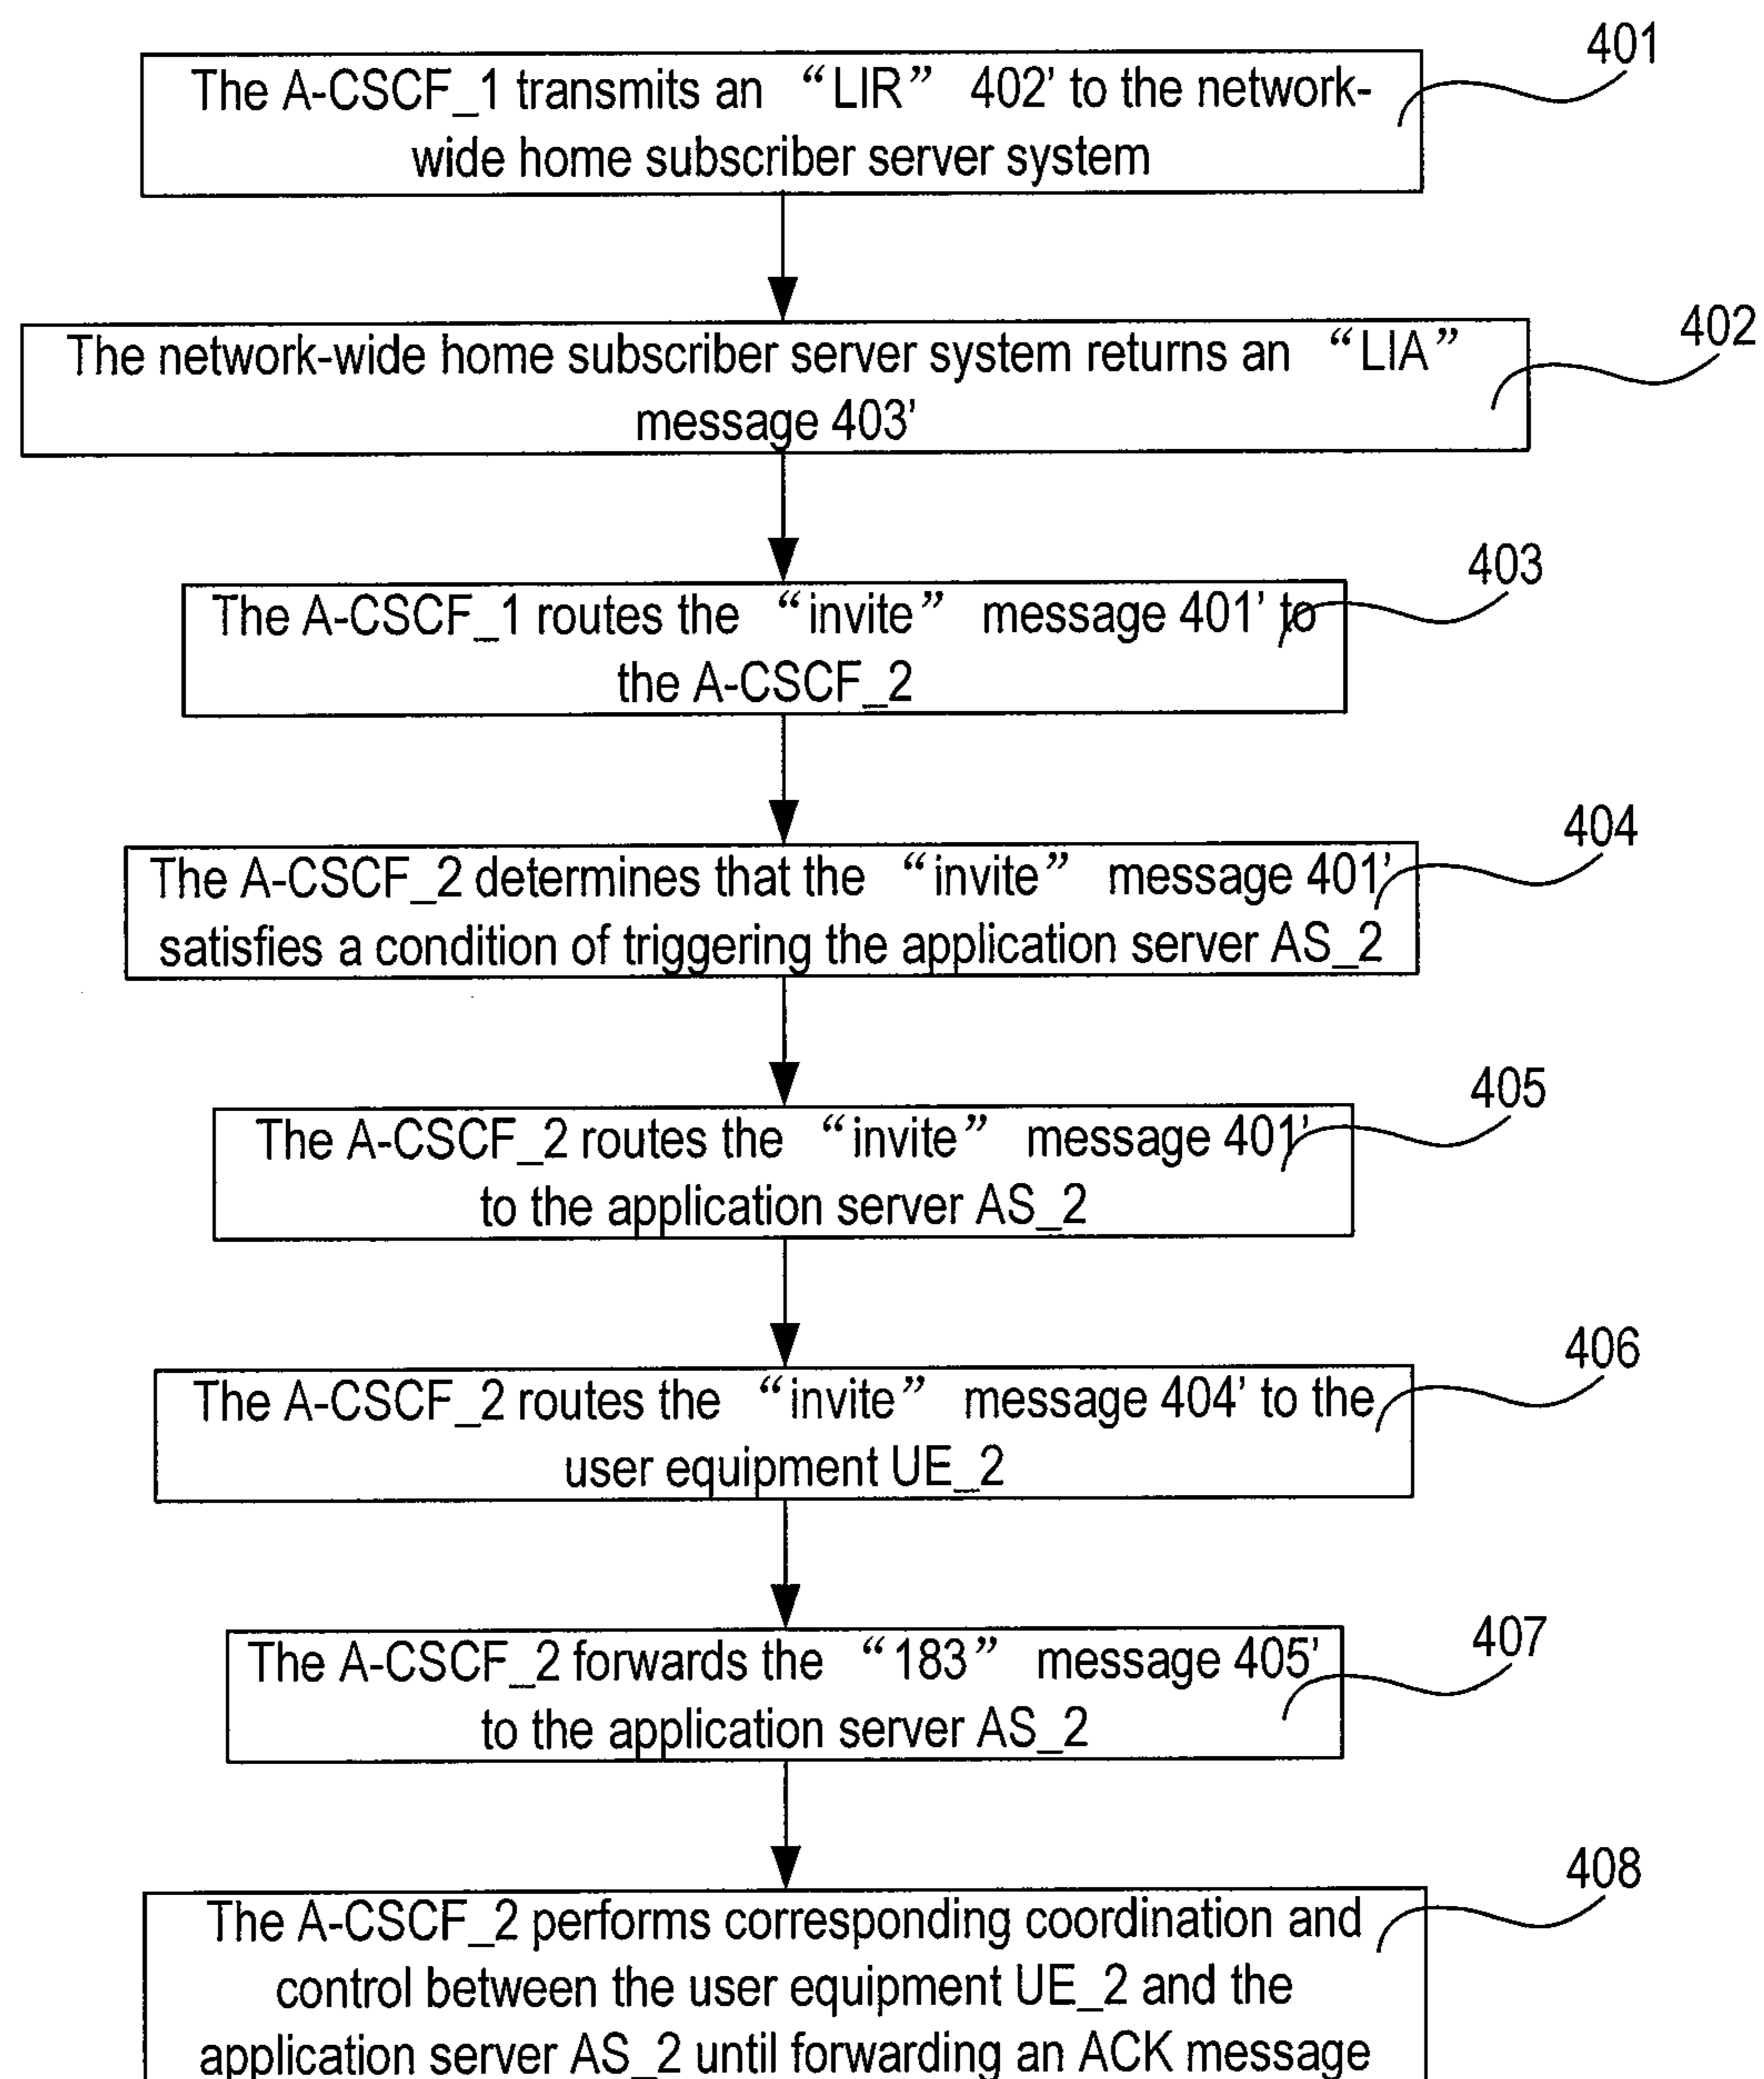 401
The A-CSCF_1 transmits an “LIR” 402’ to the network-
wide home subscriber server system
402
The network-wide home subscriber server system returns an “LIA”
message 403’
403
The A-CSCF_1 routes the “invite” message 401’ to
the A-CSCF_2
404
The A-CSCF_2 determines that the “invite” message 401’
satisfies a condition of triggering the application server AS_2
405
The A-CSCF_2 routes the “invite” message 401’
to the application server AS_2
406
The A-CSCF_2 routes the “invite” message 404’ to the
user equipment UE_2
407
The A-CSCF_2 forwards the “183” message 405’
to the application server AS_2
408
The A-CSCF_2 performs corresponding coordination and
control between the user equipment UE_2 and the
application server AS_2 until forwarding an ACK message